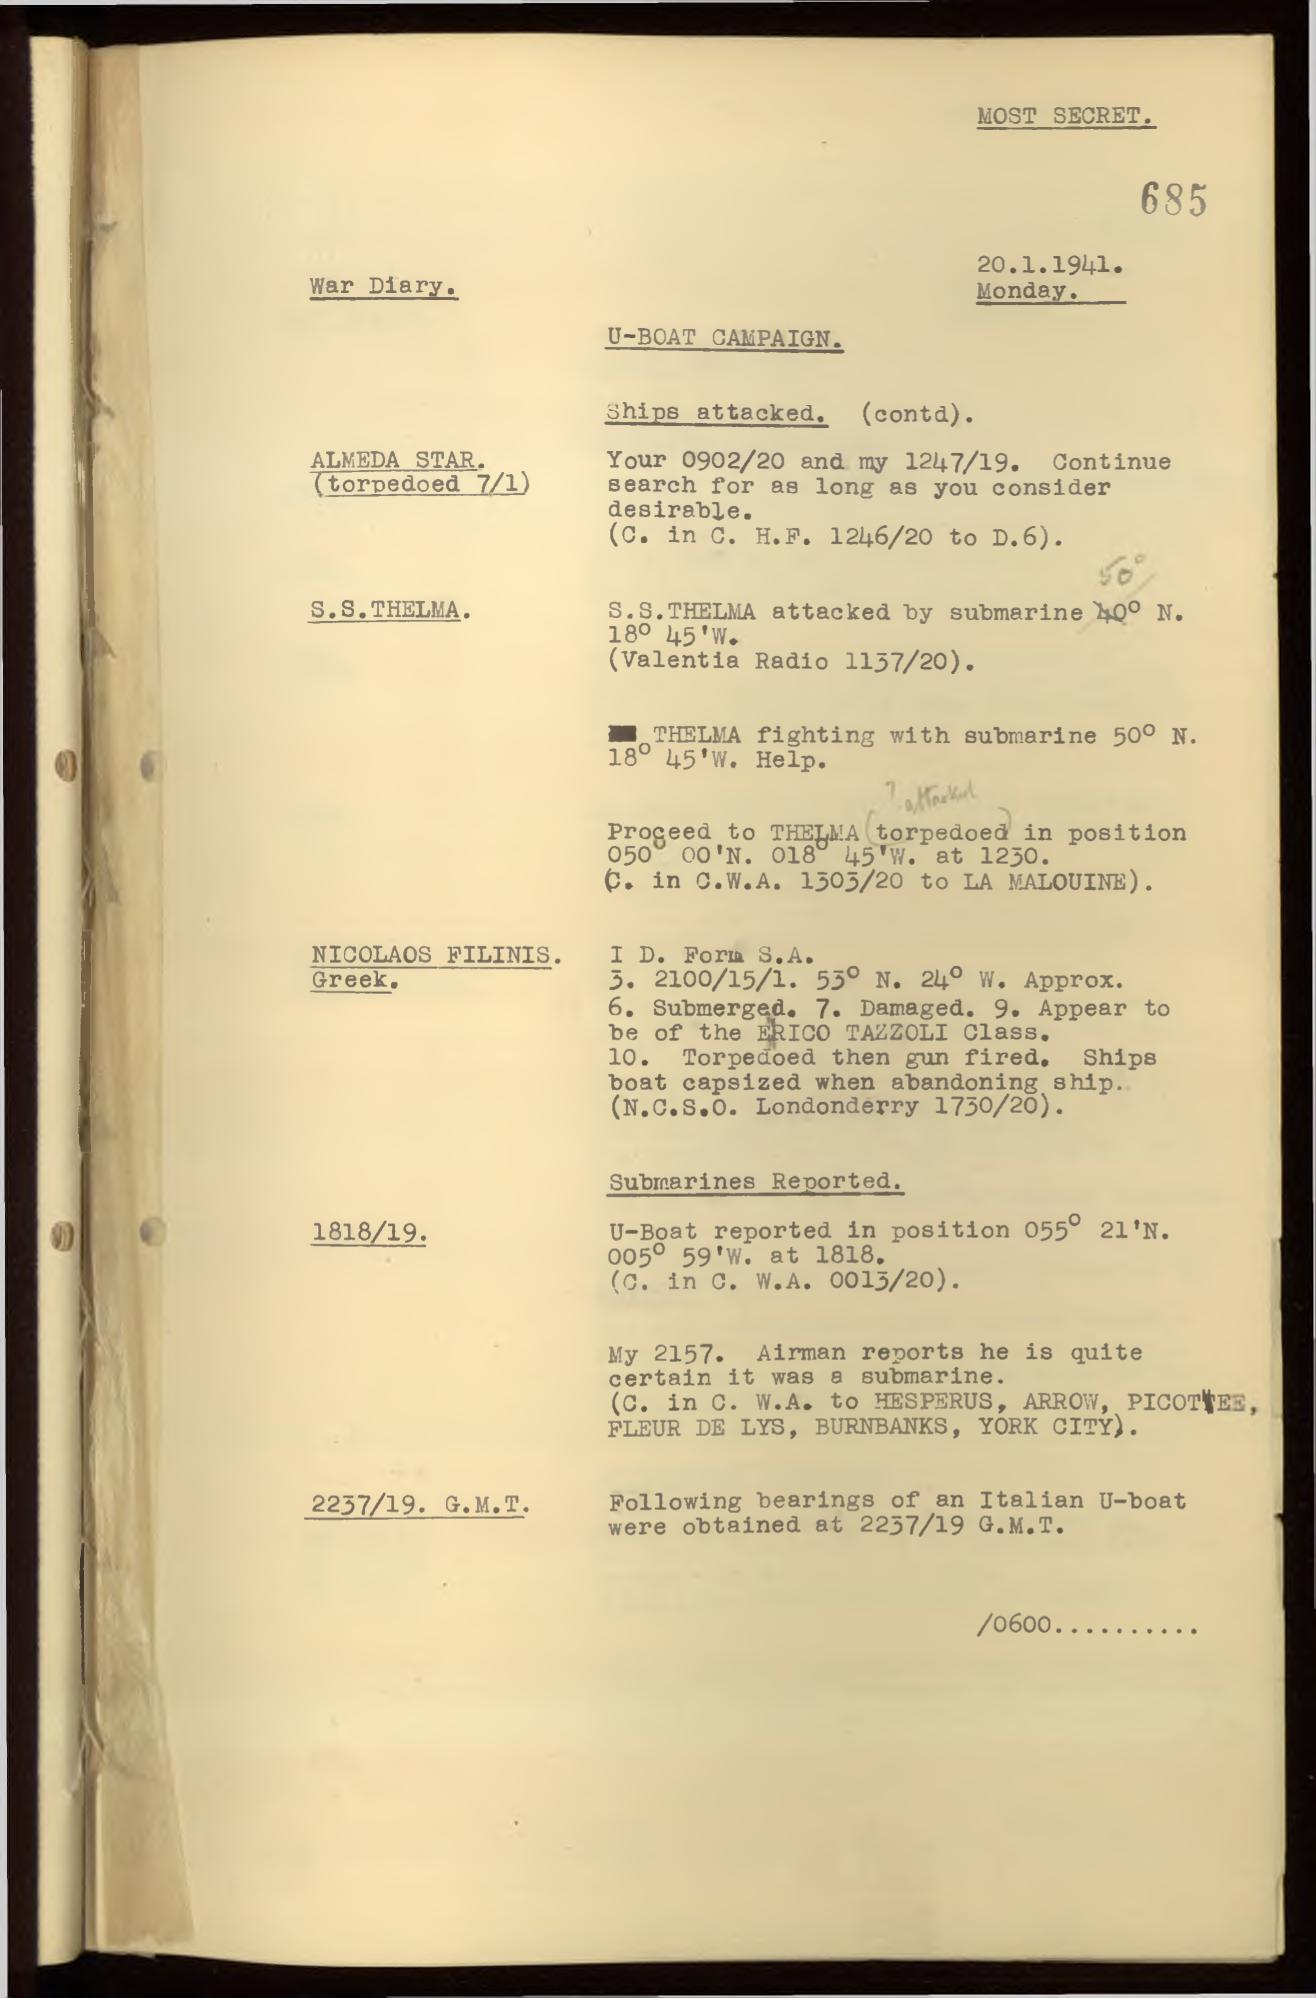 MOST SECRET.
685
20.1.1941.
War Diary.
Monday.
U-BOAT CAMPAIGN.
Ships attacked. (contd).
ALMEDA STAR.
(torpedoed 7/1)
Your 0902/20 and my 1247/19. Continue
search for as long as you consider
desirable.
(C. in C. H.F. 1246/20 to D.6).
50°
S.S.THELMA.
S.S.THELMA attacked by submarine 40° N.
18° 45'W.
(Valentia Radio 1137/20).
THELMA fighting with submarine 50° N.
18° 45'W. Help.
? attacked
Proceed to THELMA (torpedoed) in position
050° 00'N. 018° 45'W. at 1230.
(C. in C.W.A. 1303/20 to LA MALOUINE).
NICOLAOS FILINIS.
Greek.
I D. Form S.A.
3. 2100/15/1. 53° N. 24° W. Approx.
6. Submerged. 7. Damaged. 9. Appear to
be of the ERICO TAZZOLI Class.
10. Torpedoed then gun fired. Ships
boat capsized when abandoning ship.
(N.C.S.O. Londonderry 1730/20).
Submarines Reported.
1818/19.
U-Boat reported in position 055° 21'N.
005° 59'W. at 1818.
(C. in C. W.A. 0013/20).
My 2157. Airman reports he is quite
certain it was a submarine.
(C. in C. W.A. to HESPERUS, ARROW, PICOTTEE,
FLEUR DE LYS, BURNBANKS, YORK CITY).
2237/19. G.M.T.
Following bearings of an Italian U-boat
were obtained at 2237/19 G.M.T.
/0600..........